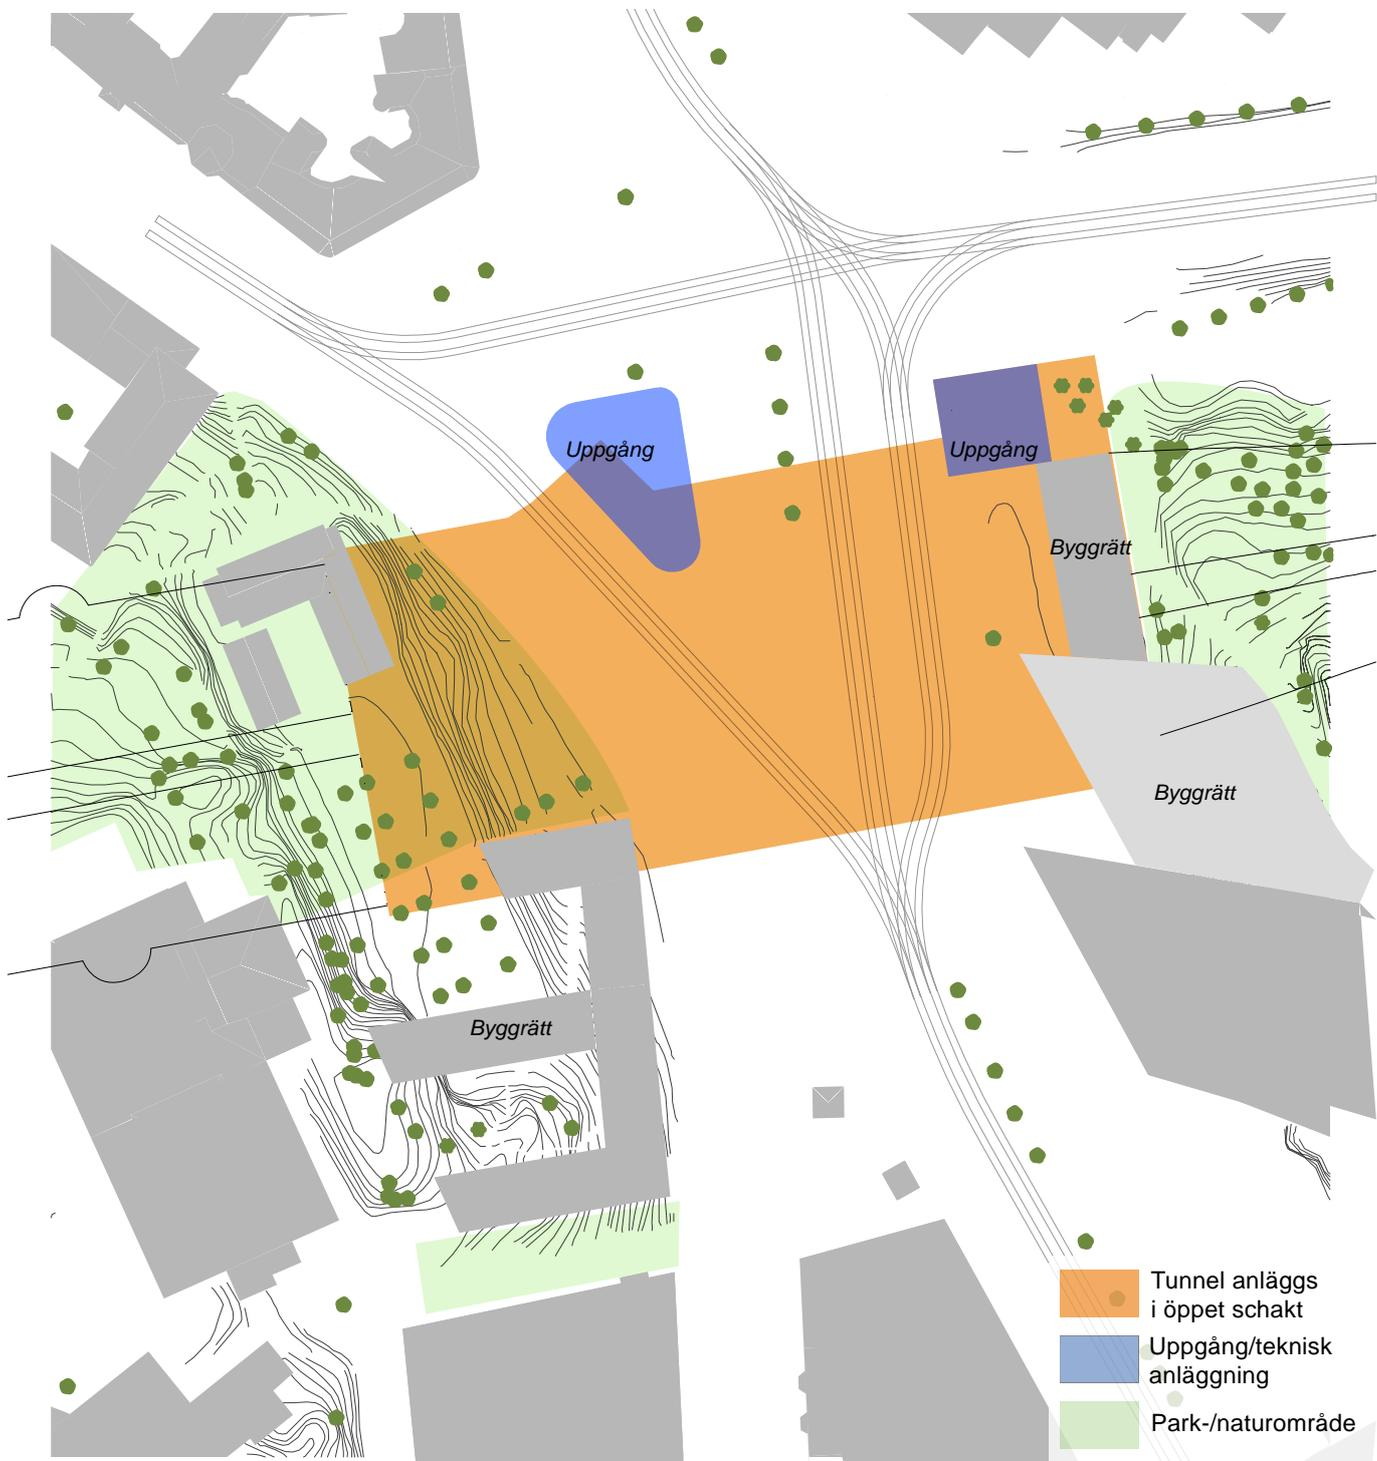 Uppgång
Uppgång
Byggrätt
Byggrätt
Byggrätt
Tunnel anläggs
i öppet schakt
Uppgång/teknisk
anläggning
Park-/naturområde